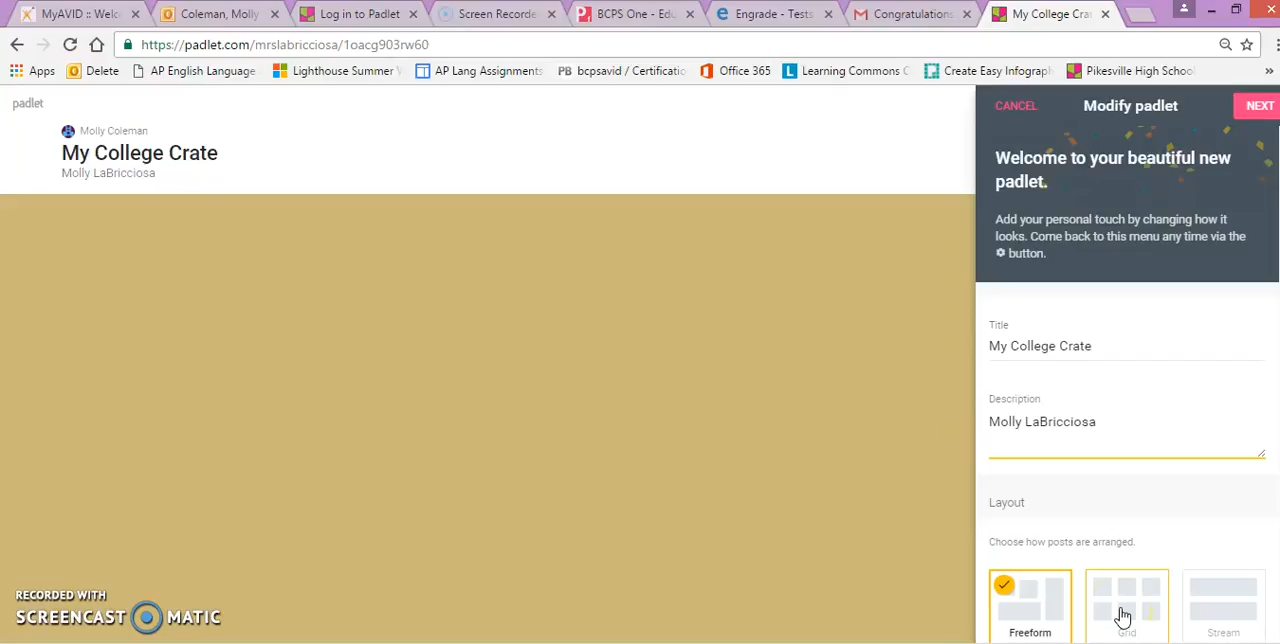 MyAVID :: Welc
Coleman, Molly
Log in to Padlet
Screen Recorde
BCPS One - Edu
Engrade - Tests
Congratulations
My College Cra
https://padlet.com/mrslabricciosa/1oacg903rw60
Apps
Delete
AP English Language
Lighthouse Summer
AP Lang Assignments
PB bcpsavid / Certificatio
Office 365
Learning Commons
Create Easy Infograph
Pikesville High School
»
padlet
Molly Coleman
My College Crate
Molly LaBricciosa
CANCEL
Modify padlet
NEXT
Welcome to your beautiful new
padlet.
Add your personal touch by changing how it
looks. Come back to this menu any time via the
button.
Title
My College Crate
Description
Molly LaBricciosa
Layout
Choose how posts are arranged.
Freeform
Grid
Stream
RECORDED WITH
SCREENCAST MATIC